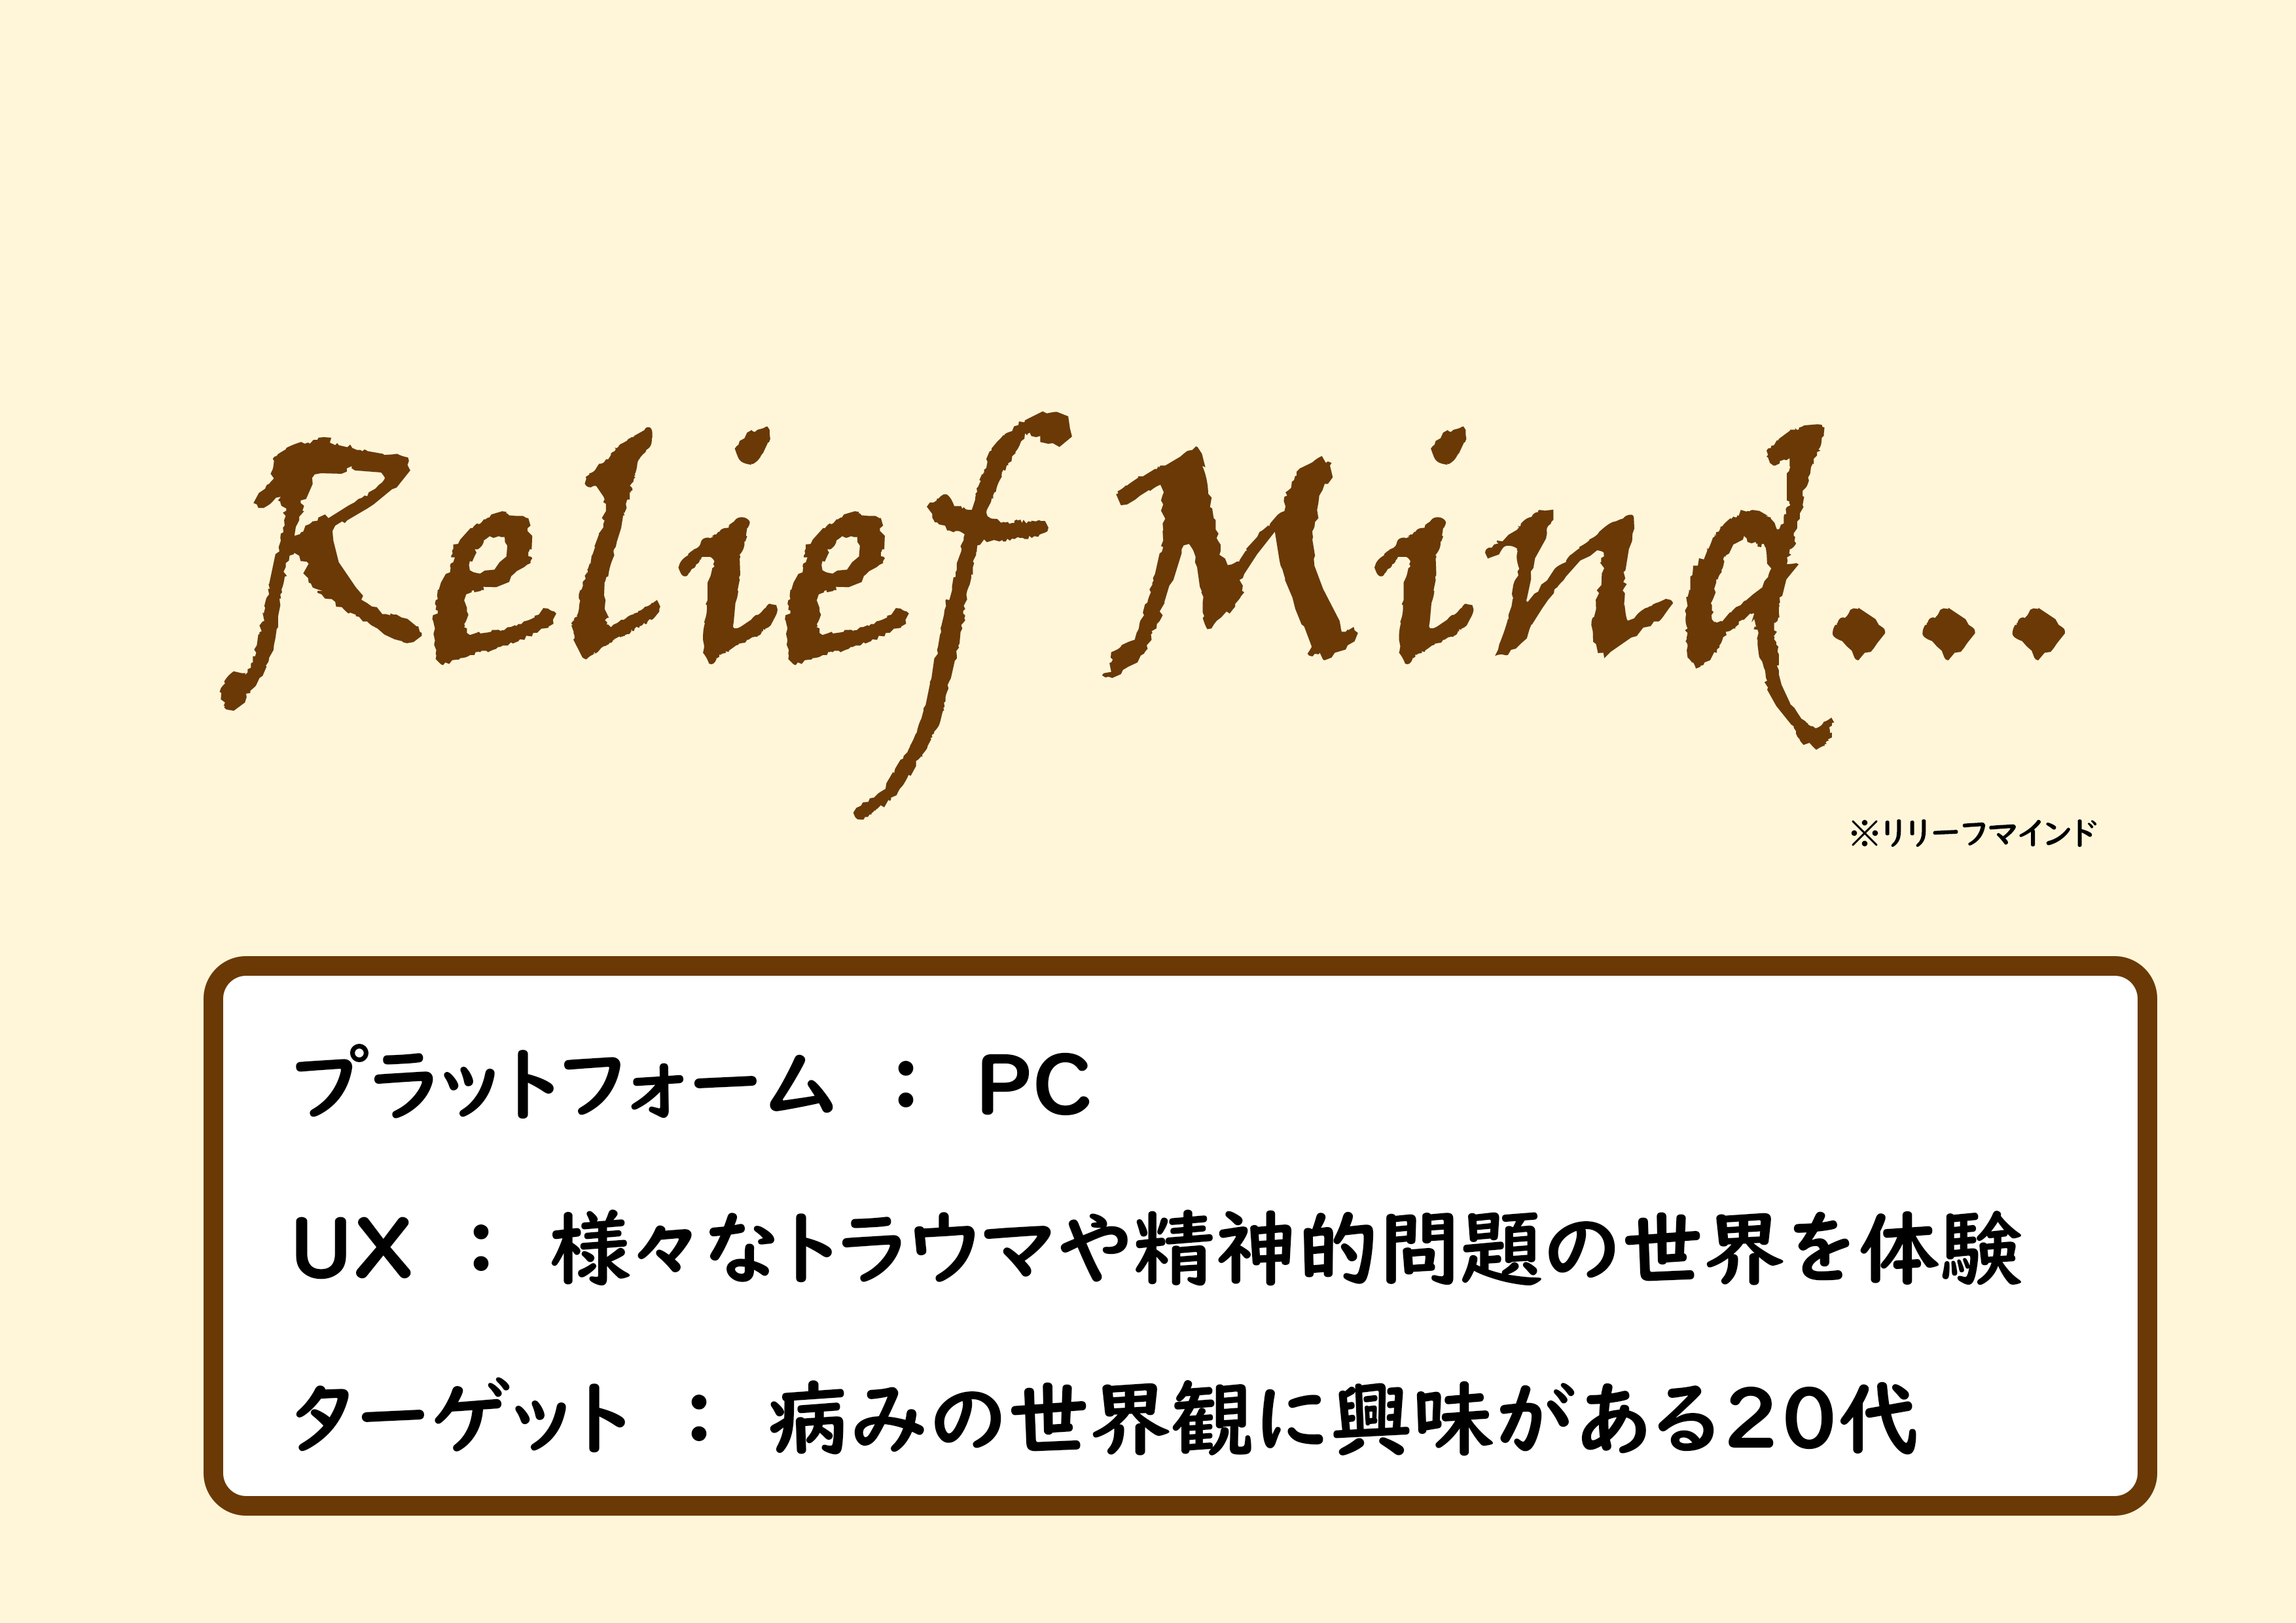 Relief Mind...
※リリーフマインド
プラットフォーム ： PC
UX ： 様々なトラウマや精神的問題の世界を体験
ターゲット ： 病みの世界観に興味がある20代